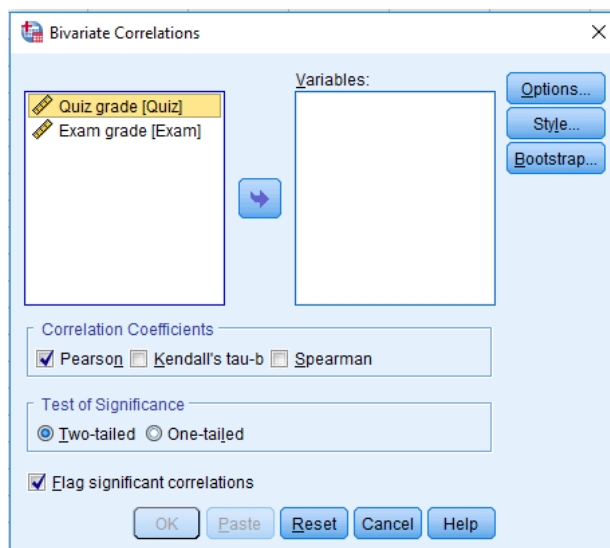 Bivariate Correlations
Variables:
Quiz grade [Quiz]
Exam grade [Exam]
Options...
Style...
Bootstrap...
Correlation Coefficients
Pearson Kendall's tau-b Spearman
Test of Significance
Two-tailed One-tailed
Flag significant correlations
OK Paste Reset Cancel Help